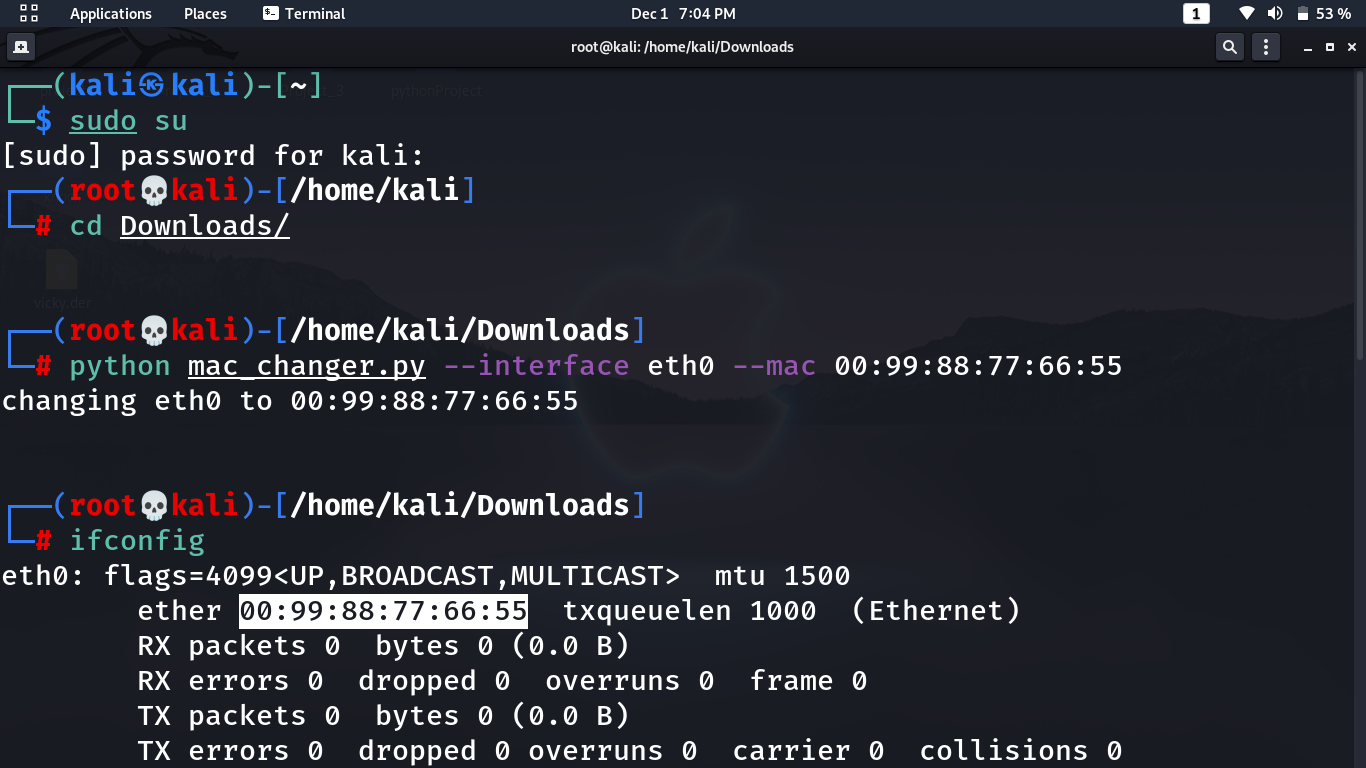 Applications Places Terminal Dec 1 7:04 PM 1 53 %
root@kali: /home/kali/Downloads
pythonProject
(kali㉿kali)-[~]
$ sudo su
[sudo] password for kali:
(root💀kali)-[/home/kali]
# cd Downloads/
vicky.der
(root💀kali)-[/home/kali/Downloads]
# python mac_changer.py --interface eth0 --mac 00:99:88:77:66:55
changing eth0 to 00:99:88:77:66:55
(root💀kali)-[/home/kali/Downloads]
# ifconfig
eth0: flags=4099<UP,BROADCAST,MULTICAST>  mtu 1500
        ether 00:99:88:77:66:55  txqueuelen 1000  (Ethernet)
        RX packets 0  bytes 0 (0.0 B)
        RX errors 0  dropped 0  overruns 0  frame 0
        TX packets 0  bytes 0 (0.0 B)
        TX errors 0  dropped 0 overruns 0  carrier 0  collisions 0